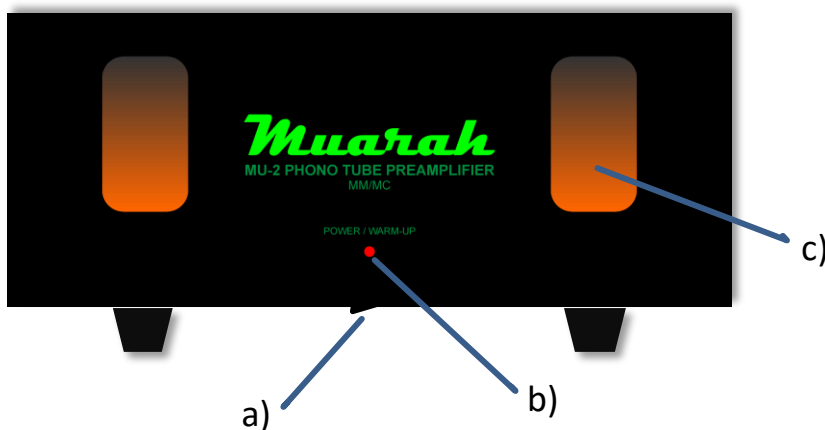 Muarah
MU-2 PHONO TUBE PREAMPLIFIER
MM/MC
POWER / WARM-UP
c)
b)
a)